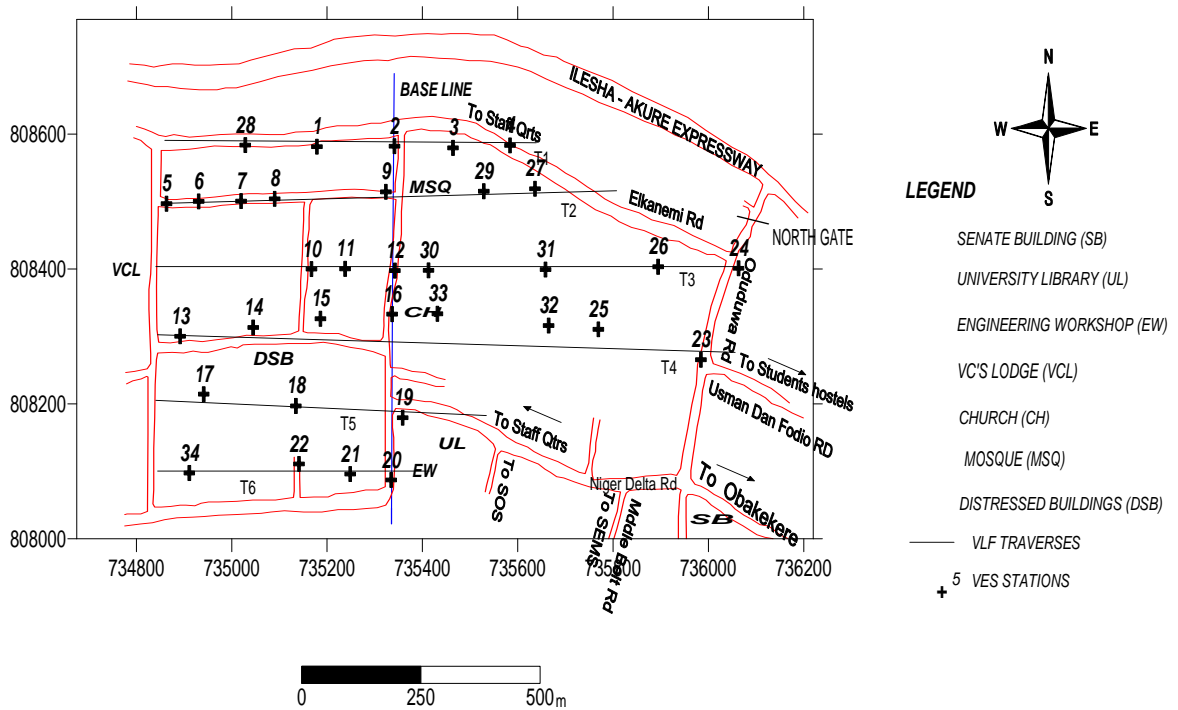 BASE LINE
ILESHA - AKURE EXPRESSWAY
808600
28
1
2
3
To Staff Qrts
4
T1
5
6
7
8
9
MSQ
29
27
T2
Elkanemi Rd
NORTH GATE
VCL
808400
10
11
12
30
31
26
T3
24
Oduduwa Rd
13
14
15
16
CH
33
32
25
23
T4
To Students hostels
DSB
17
18
19
T5
808200
UL
To Staff Qtrs
Usman Dan Fodio RD
34
22
21
20
EW
T6
To SOS
Niger Delta Rd
To SEMS
Mddle Belt Rd
SB
To Obakekere
808000
734800
735000
735200
735400
735600
735800
736000
736200
0
250
500m
N
W
E
S
LEGEND
SENATE BUILDING (SB)
UNIVERSITY LIBRARY (UL)
ENGINEERING WORKSHOP (EW)
VC'S LODGE (VCL)
CHURCH (CH)
MOSQUE (MSQ)
DISTRESSED BUILDINGS (DSB)
VLF TRAVERSES
5 VES STATIONS